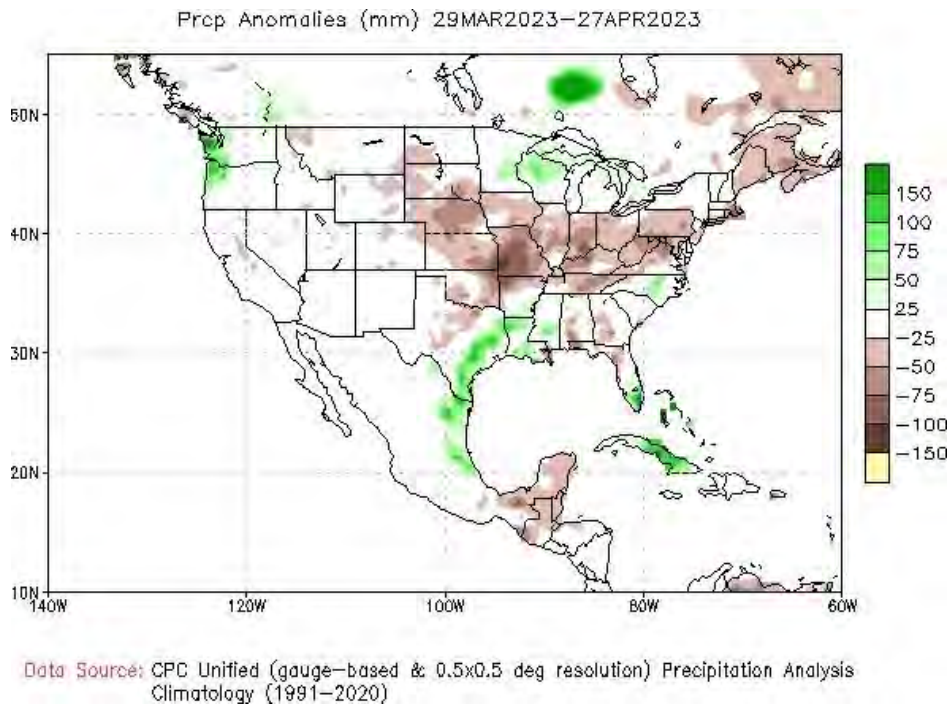 Prcp Anomalies (mm) 29MAR2023–27APR2023
50N
40N
30N
20N
10N
140W
120W
100W
80W
60W
150
100
75
50
25
−25
−50
−75
−100
−150
Data Source: CPC Unified (gauge-based & 0.5x0.5 deg resolution) Precipitation Analysis
Climatology (1991–2020)